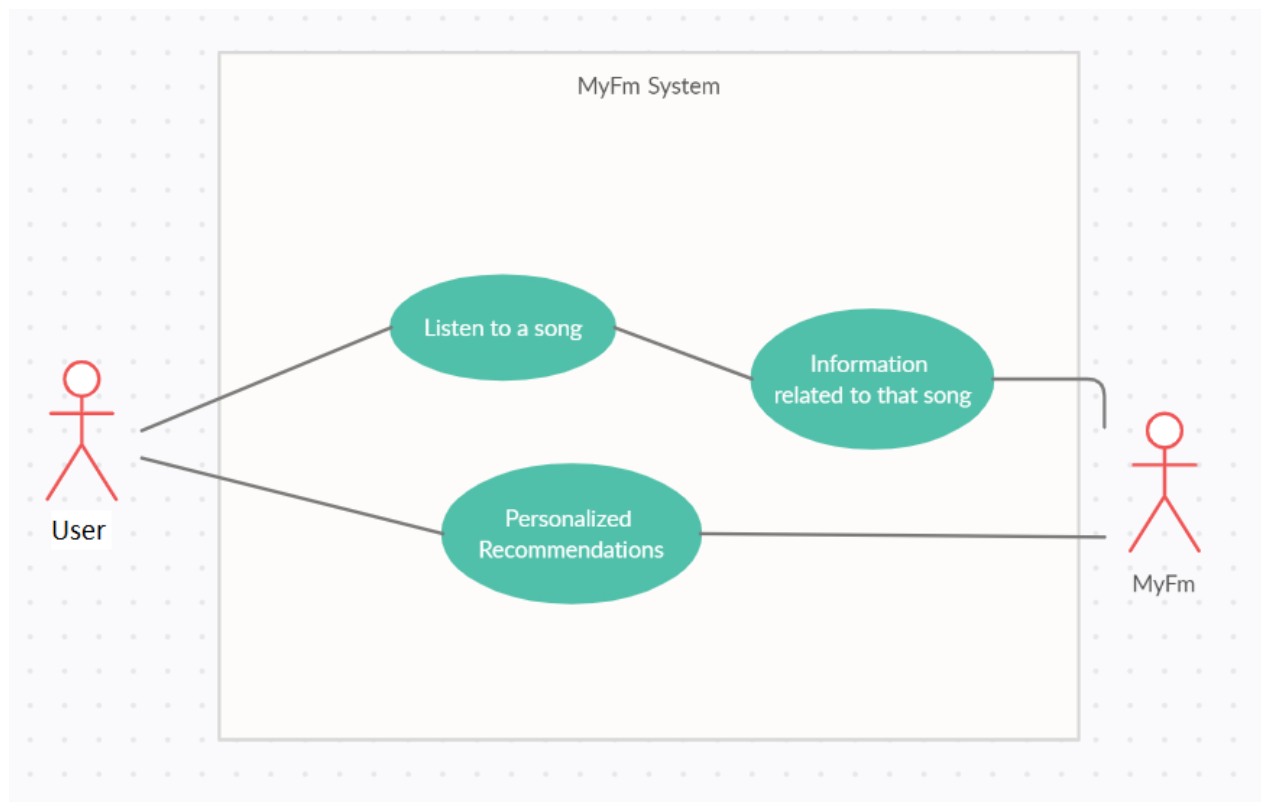 MyFm System
Listen to a song
Information
related to that song
User
Personalized
Recommendations
MyFm